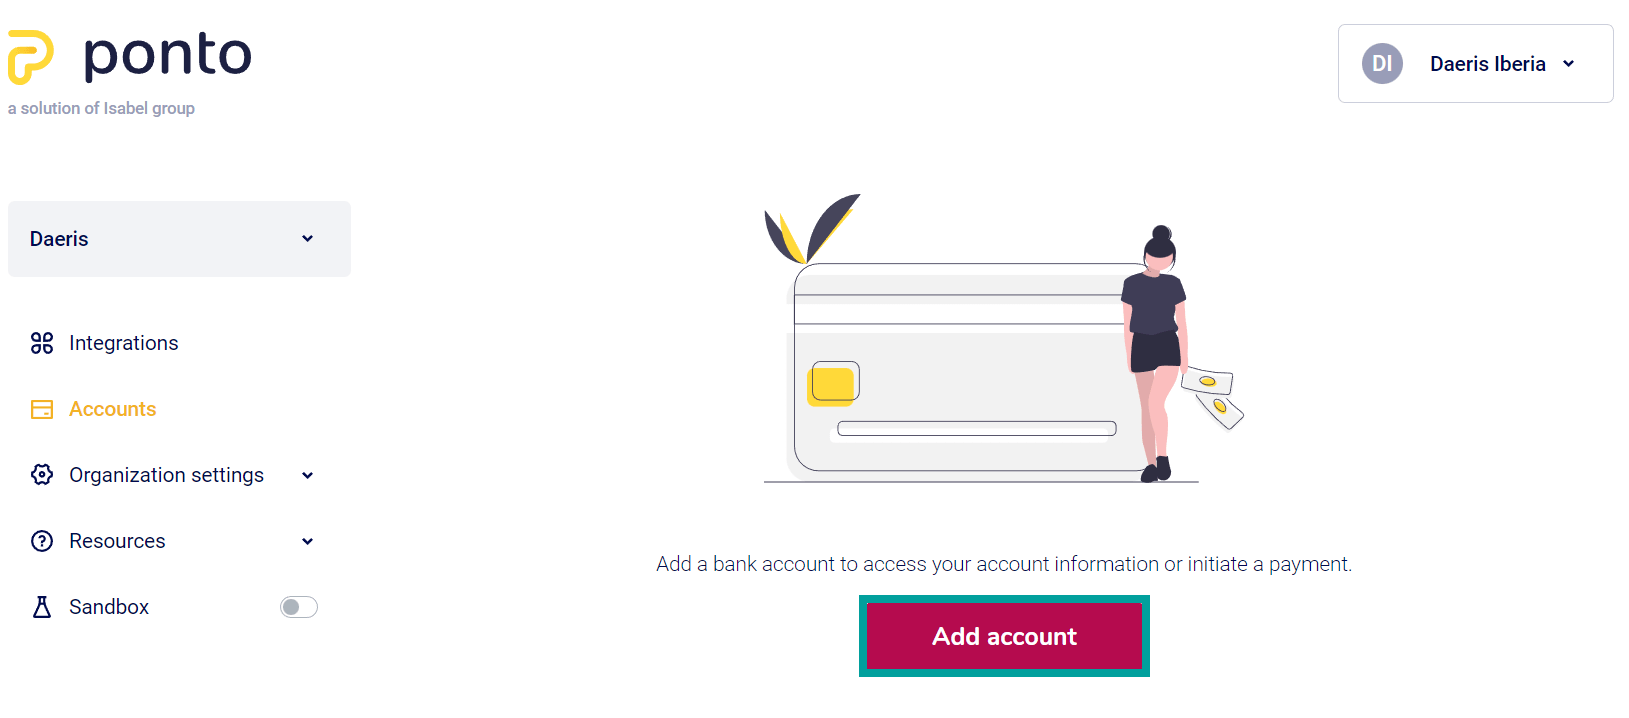 ponto
a solution of Isabel group
DI
Daeris Iberia
Daeris
Integrations
Accounts
Organization settings
Resources
Sandbox
Add a bank account to access your account information or initiate a payment.
Add account